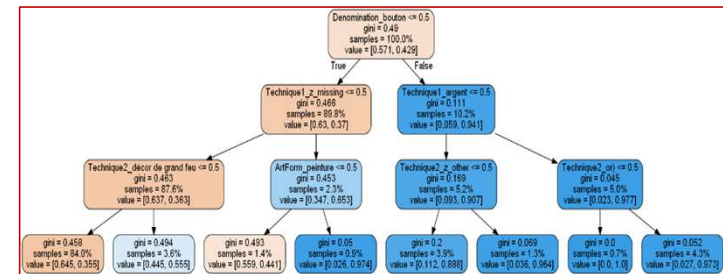 Denomination_bouton <= 0.5
gini = 0.49
samples = 100.0%
value = [0.571, 0.429]
True
False
Technique1_z_missing <= 0.5
gini = 0.466
samples = 89.8%
value = [0.63, 0.37]
Technique1_argent <= 0.5
gini = 0.111
samples = 10.2%
value = [0.059, 0.941]
Technique2_décor de grand feu <= 0.5
gini = 0.463
samples = 87.6%
value = [0.637, 0.363]
ArtForm_peinture <= 0.5
gini = 0.453
samples = 2.3%
value = [0.347, 0.653]
Technique2_z_other <= 0.5
gini = 0.169
samples = 5.2%
value = [0.093, 0.907]
Technique2_or) <= 0.5
gini = 0.045
samples = 5.0%
value = [0.023, 0.977]
gini = 0.458
samples = 84.0%
value = [0.645, 0.355]
gini = 0.494
samples = 3.6%
value = [0.445, 0.555]
gini = 0.493
samples = 1.4%
value = [0.559, 0.441]
gini = 0.05
samples = 0.9%
value = [0.026, 0.974]
gini = 0.2
samples = 3.9%
value = [0.112, 0.888]
gini = 0.069
samples = 1.3%
value = [0.036, 0.964]
gini = 0.0
samples = 0.7%
value = [0.0, 1.0]
gini = 0.052
samples = 4.3%
value = [0.027, 0.973]